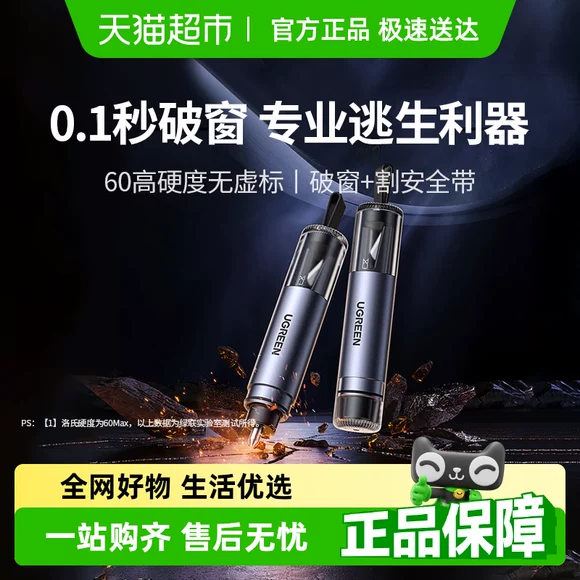 天猫超市 官方正品 极速送达
0.1秒破窗 专业逃生利器
60高硬度无虚标 | 破窗+割安全带
UGREEN
UGREEN
PS：【1】洛氏硬度为60Max，以上数据为绿联实验室测试所得。
全网好物 生活优选
一站购齐 售后无忧
正品保障